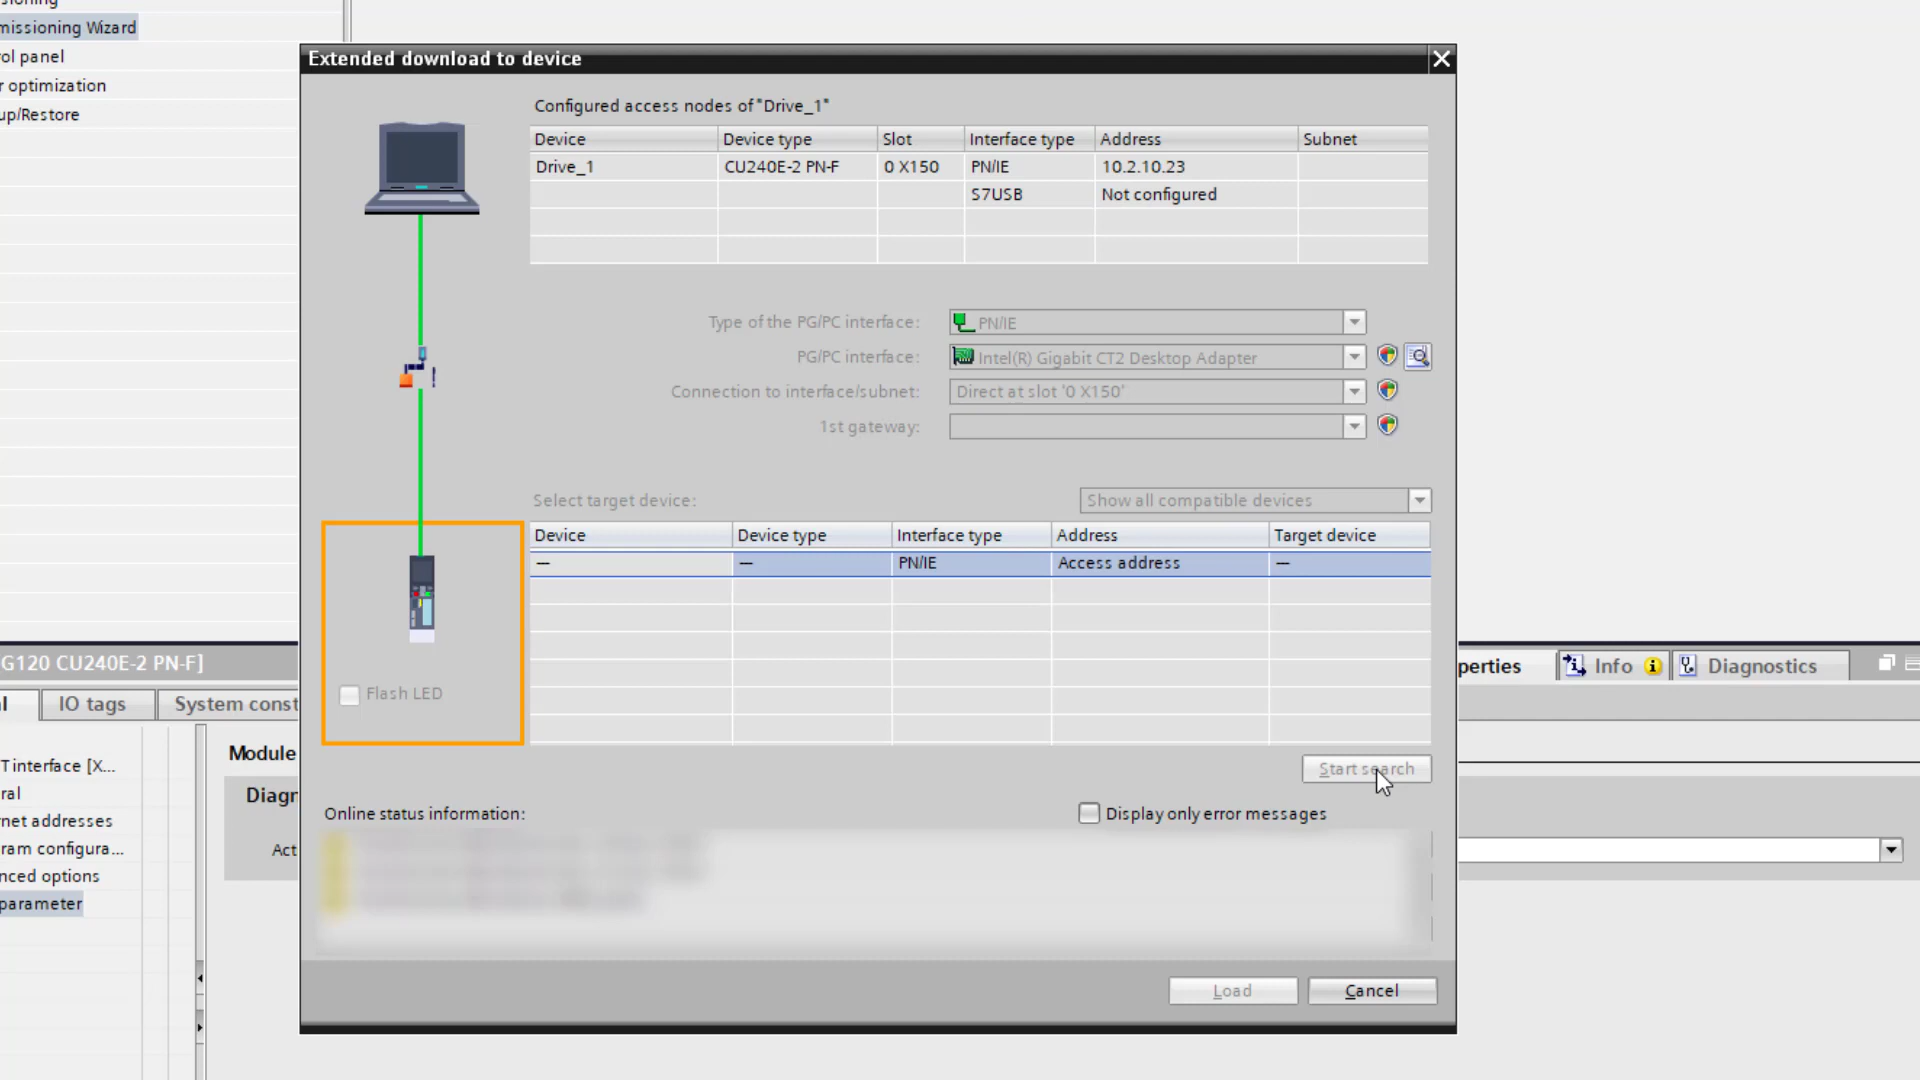 missioning Wizard
ol panel
r optimization
up/Restore
Extended download to device
Configured access nodes of "Drive_1"
Device Device type Slot Interface type Address Subnet
Drive_1 CU240E-2 PN-F 0 X150 PN/IE 10.2.10.23
S7USB Not configured
Type of the PG/PC interface: PN/IE
PG/PC interface: Intel(R) Gigabit CT2 Desktop Adapter
Connection to interface/subnet: Direct at slot '0 X150'
1st gateway:
Select target device: Show all compatible devices
Device Device type Interface type Address Target device
— — PN/IE Access address —
Flash LED
Start search
Online status information:
Display only error messages
Load Cancel
G120 CU240E-2 PN-F]
l IO tags System const
T interface [X...
ral
net addresses
ram configura...
nced options
parameter
Module
Diagn
Act
perties Info Diagnostics